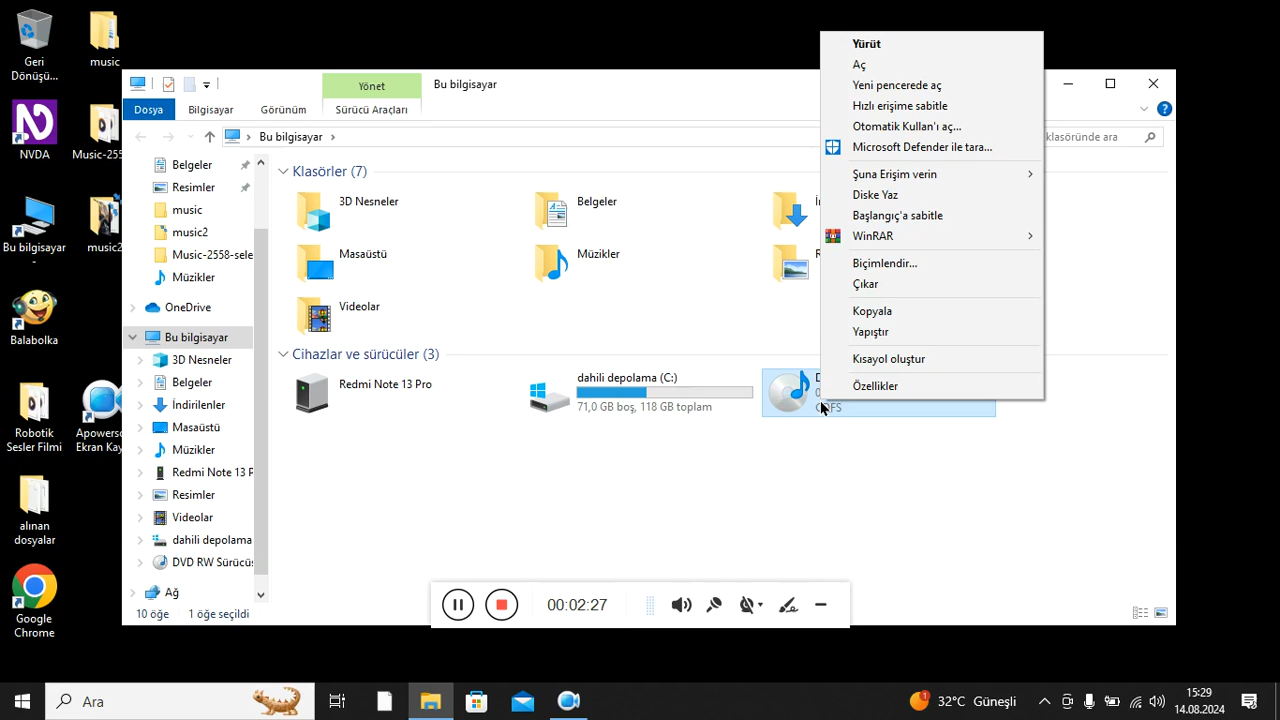 Geri
Dönüşü...
music
NVDA
Music-255
Bu bilgisayar
-
music2
Balabolka
Robotik
Sesler Filmi
Apowersc
Ekran Kay
alınan
dosyalar
Google
Chrome
Yönet
Bu bilgisayar
Dosya
Bilgisayar
Görünüm
Sürücü Araçları
Bu bilgisayar
klasöründe ara
Belgeler
Resimler
music
music2
Music-2558-sele
Müzikler
OneDrive
Bu bilgisayar
3D Nesneler
Belgeler
İndirilenler
Masaüstü
Müzikler
Redmi Note 13 P
Resimler
Videolar
dahili depolama
DVD RW Sürücüs
Ağ
Klasörler (7)
3D Nesneler
Belgeler
Masaüstü
Müzikler
Videolar
Cihazlar ve sürücüler (3)
Redmi Note 13 Pro
dahili depolama (C:)
71,0 GB boş, 118 GB toplam
CDFS
Yürüt
Aç
Yeni pencerede aç
Hızlı erişime sabitle
Otomatik Kullan'ı aç...
Microsoft Defender ile tara...
Şuna Erişim verin
Diske Yaz
Başlangıç'a sabitle
WinRAR
Biçimlendir...
Çıkar
Kopyala
Yapıştır
Kısayol oluştur
Özellikler
00:02:27
10 öğe 1 öğe seçildi
Ara
1
32°C Güneşli
15:29
14.08.2024